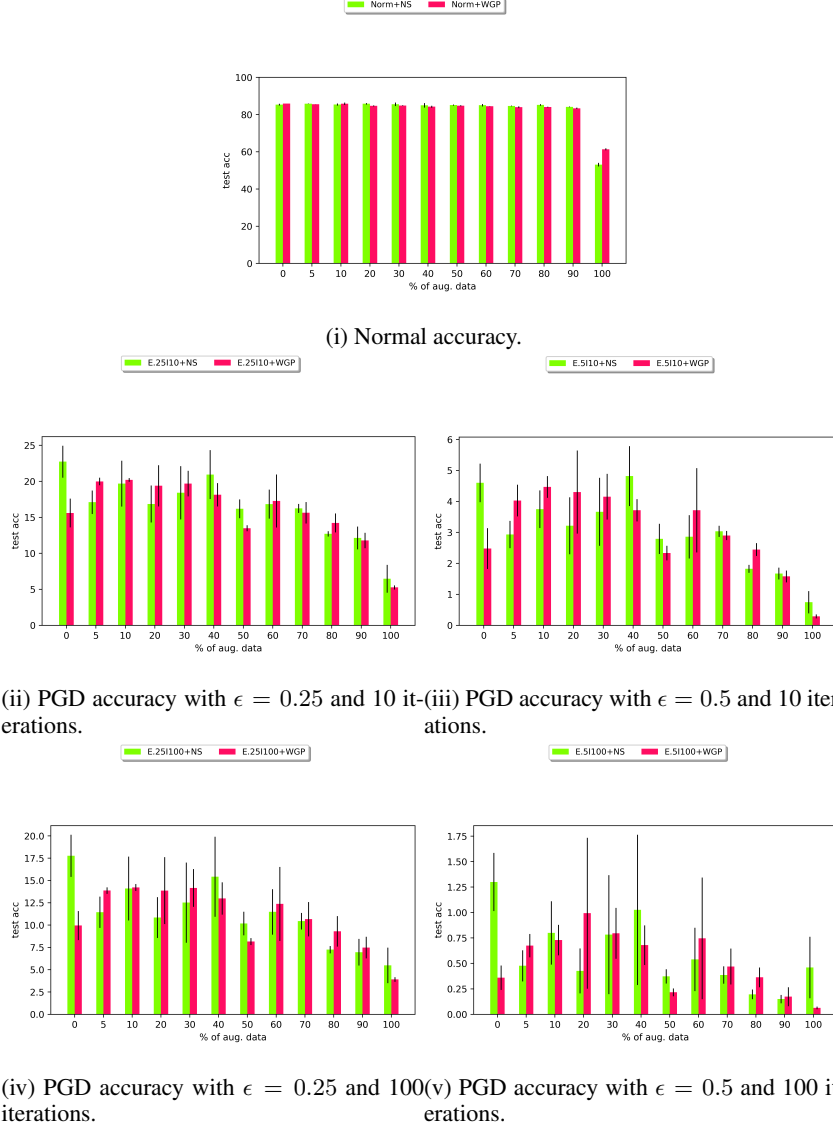 Norm+NS Norm+WGP
100
80
60
40
20
0
test acc
0 5 10 20 30 40 50 60 70 80 90 100
% of aug. data
(i) Normal accuracy.
E.25I10+NS E.25I10+WGP
25
20
15
10
5
0
test acc
0 5 10 20 30 40 50 60 70 80 90 100
% of aug. data
(ii) PGD accuracy with ϵ = 0.25 and 10 it-
erations.
E.5I10+NS E.5I10+WGP
6
5
4
3
2
1
0
test acc
0 5 10 20 30 40 50 60 70 80 90 100
% of aug. data
(iii) PGD accuracy with ϵ = 0.5 and 10 iter
ations.
E.25I100+NS E.25I100+WGP
20.0
17.5
15.0
12.5
10.0
7.5
5.0
2.5
0.0
test acc
0 5 10 20 30 40 50 60 70 80 90 100
% of aug. data
(iv) PGD accuracy with ϵ = 0.25 and 100
iterations.
E.5I100+NS E.5I100+WGP
1.75
1.50
1.25
1.00
0.75
0.50
0.25
0.00
test acc
0 5 10 20 30 40 50 60 70 80 90 100
% of aug. data
(v) PGD accuracy with ϵ = 0.5 and 100 it
erations.